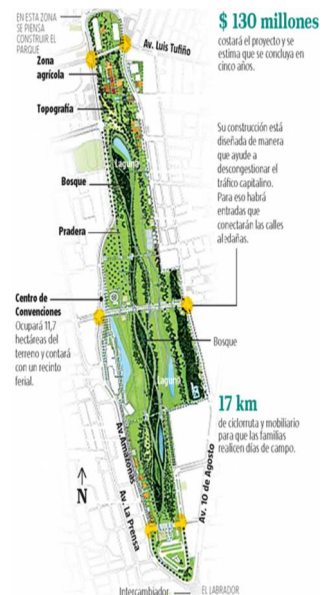 EN ESTA ZONA
SE PIENSA
CONSTRUIR EL
PARQUE
Zona
agrícola
Topografía
Bosque
Pradera
Centro de
Convenciones
Ocupará 11,7
hectáreas del
terreno y contará
con un recinto
ferial.
Av. Luis Tufiño
Laguna
Laguna
Av. Amazonas
Av. La Prensa
Av. 10 de Agosto
N
Intercambiador
EL LABRADOR
$ 130 millones
costará el proyecto y se
estima que se concluya en
cinco años.
Su construcción está
diseñada de manera
que ayude a
descongestionar el
tráfico capitalino.
Para eso habrá
entradas que
conectarán las calles
aledañas.
Bosque
17 km
de ciclorruta y mobiliario
para que las familias
realicen días de campo.